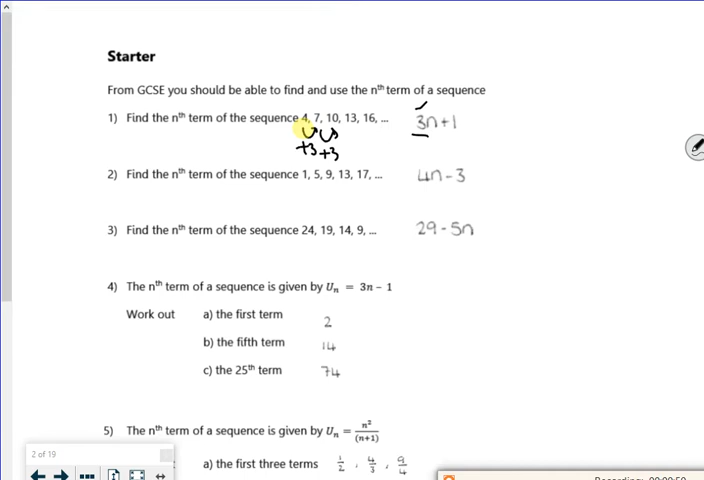 Starter
From GCSE you should be able to find and use the nth term of a sequence
1) Find the nth term of the sequence 4, 7, 10, 13, 16, ... 3n+1
+3 +3
2) Find the nth term of the sequence 1, 5, 9, 13, 17, ... 4n-3
3) Find the nth term of the sequence 24, 19, 14, 9, ... 29-5n
4) The nth term of a sequence is given by Un = 3n − 1
Work out a) the first term 2
b) the fifth term 14
c) the 25th term 74
5) The nth term of a sequence is given by Un = n²/(n+1)
2 of 19
a) the first three terms 1/2, 4/3, 9/4